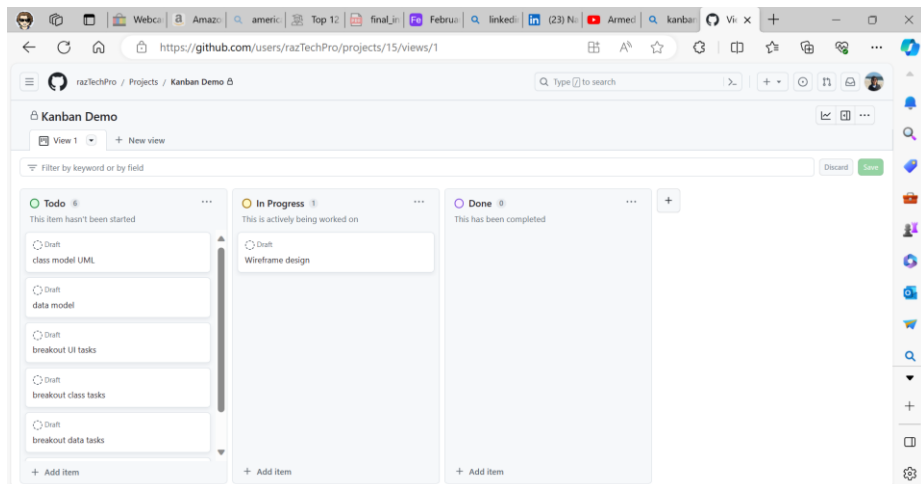 Webca
Amazo
americ
Top 12
final_in
Februa
linkedi
(23) Na
Armed
kanbar
Vie
https://github.com/users/razTechPro/projects/15/views/1
razTechPro / Projects / Kanban Demo
Type / to search
Kanban Demo
View 1
+ New view
Filter by keyword or by field
Discard
Save
Todo 6
This item hasn't been started
Draft
class model UML
Draft
data model
Draft
breakout UI tasks
Draft
breakout class tasks
Draft
breakout data tasks
+ Add item
In Progress 1
This is actively being worked on
Draft
Wireframe design
+ Add item
Done 0
This has been completed
+ Add item